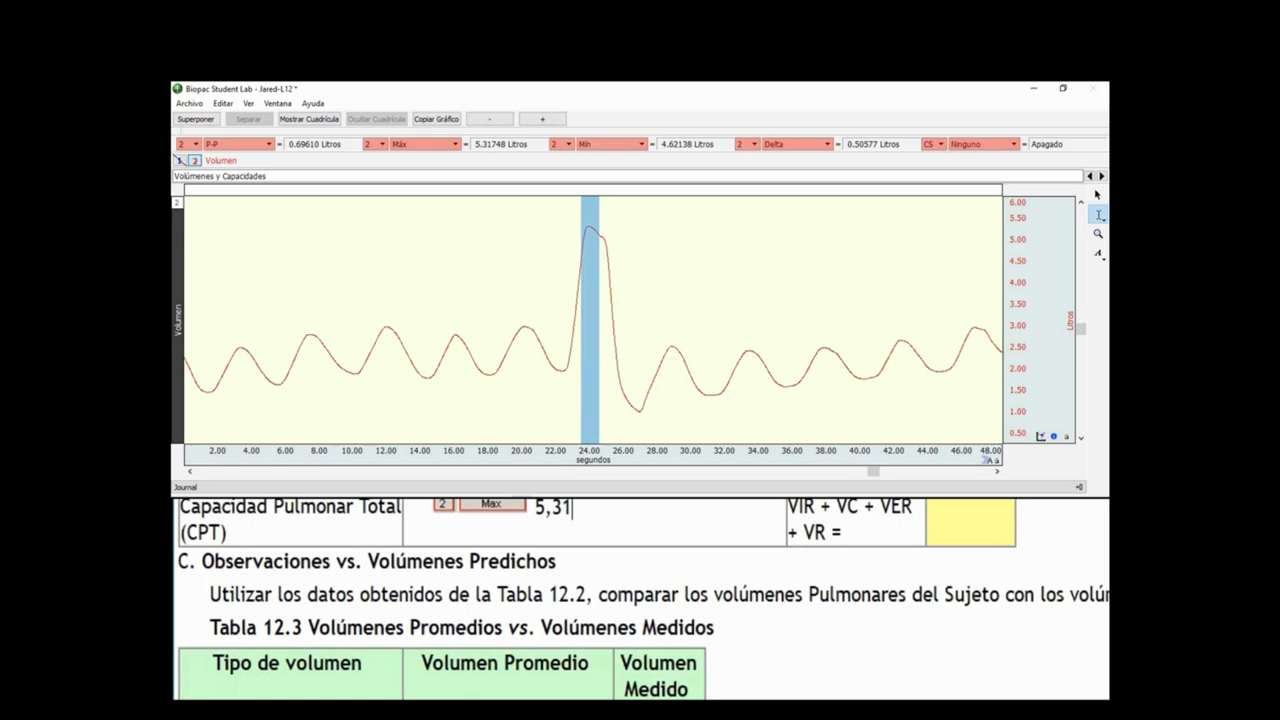 Biopac Student Lab - Jared-L12 *
Archivo Editar Ver Ventana Ayuda
Superponer Separar Mostrar Cuadrícula Ocultar Cuadrícula Copiar Gráfico - +
2 P-P = 0.69610 Litros 2 Máx = 5.31748 Litros 2 Mín = 4.62138 Litros 2 Delta = 0.50577 Litros CS Ninguno = Apagado
1 2 Volumen
Volúmenes y Capacidades
2
Volumen
6.00
5.50
5.00
4.50
4.00
3.50
3.00
2.50
2.00
1.50
1.00
0.50
Litros
2.00 4.00 6.00 8.00 10.00 12.00 14.00 16.00 18.00 20.00 22.00 24.00 26.00 28.00 30.00 32.00 34.00 36.00 38.00 40.00 42.00 44.00 46.00 48.00
segundos
Journal
Capacidad Pulmonar Total 2 Max 5,31 VIR + VC + VER
(CPT) + VR =
C. Observaciones vs. Volúmenes Predichos
Utilizar los datos obtenidos de la Tabla 12.2, comparar los volúmenes Pulmonares del Sujeto con los volúr
Tabla 12.3 Volúmenes Promedios vs. Volúmenes Medidos
Tipo de volumen Volumen Promedio Volumen
Medido